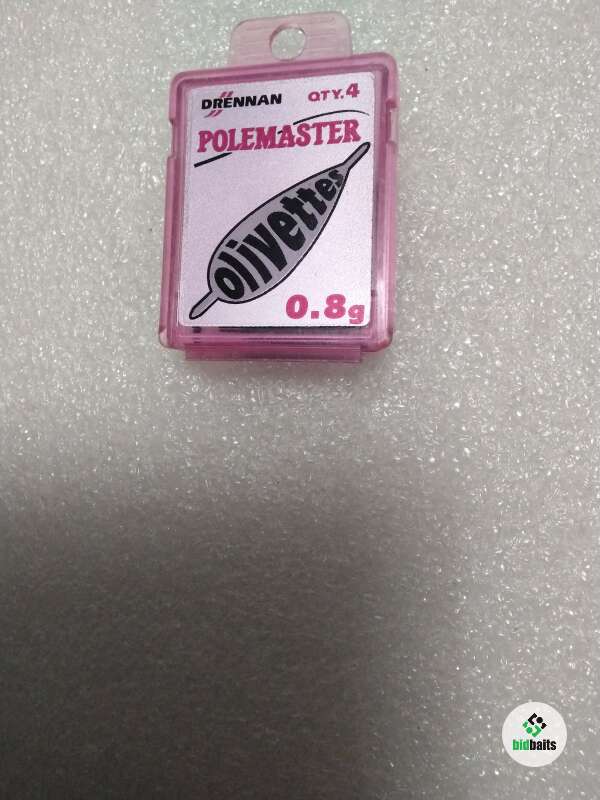 DRENNAN QTY.4
POLEMASTER
olivettes
0.8g
bidbaits